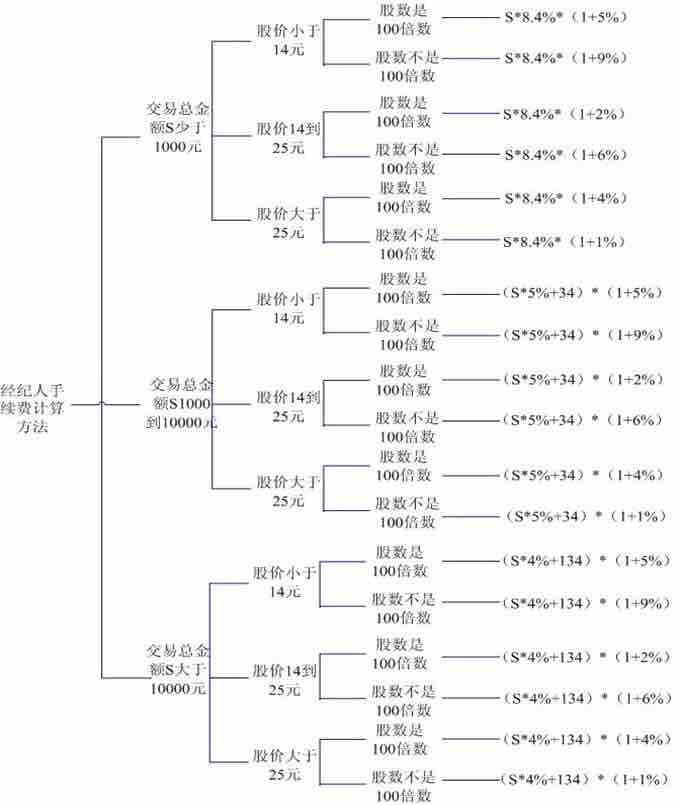 经纪人手
续费计算
方法
交易总金
额S少于
1000元
股价小于
14元
股数是
100倍数
S*8.4%*（1+5%）
股数不是
100倍数
S*8.4%*（1+9%）
股价14到
25元
股数是
100倍数
S*8.4%*（1+2%）
股数不是
100倍数
S*8.4%*（1+6%）
股价大于
25元
股数是
100倍数
S*8.4%*（1+4%）
股数不是
100倍数
S*8.4%*（1+1%）
交易总金
额S1000
到10000元
股价小于
14元
股数是
100倍数
（S*5%+34）*（1+5%）
股数不是
100倍数
（S*5%+34）*（1+9%）
股价14到
25元
股数是
100倍数
（S*5%+34）*（1+2%）
股数不是
100倍数
（S*5%+34）*（1+6%）
股价大于
25元
股数是
100倍数
（S*5%+34）*（1+4%）
股数不是
100倍数
（S*5%+34）*（1+1%）
交易总金
额S大于
10000元
股价小于
14元
股数是
100倍数
（S*4%+134）*（1+5%）
股数不是
100倍数
（S*4%+134）*（1+9%）
股价14到
25元
股数是
100倍数
（S*4%+134）*（1+2%）
股数不是
100倍数
（S*4%+134）*（1+6%）
股价大于
25元
股数是
100倍数
（S*4%+134）*（1+4%）
股数不是
100倍数
（S*4%+134）*（1+1%）